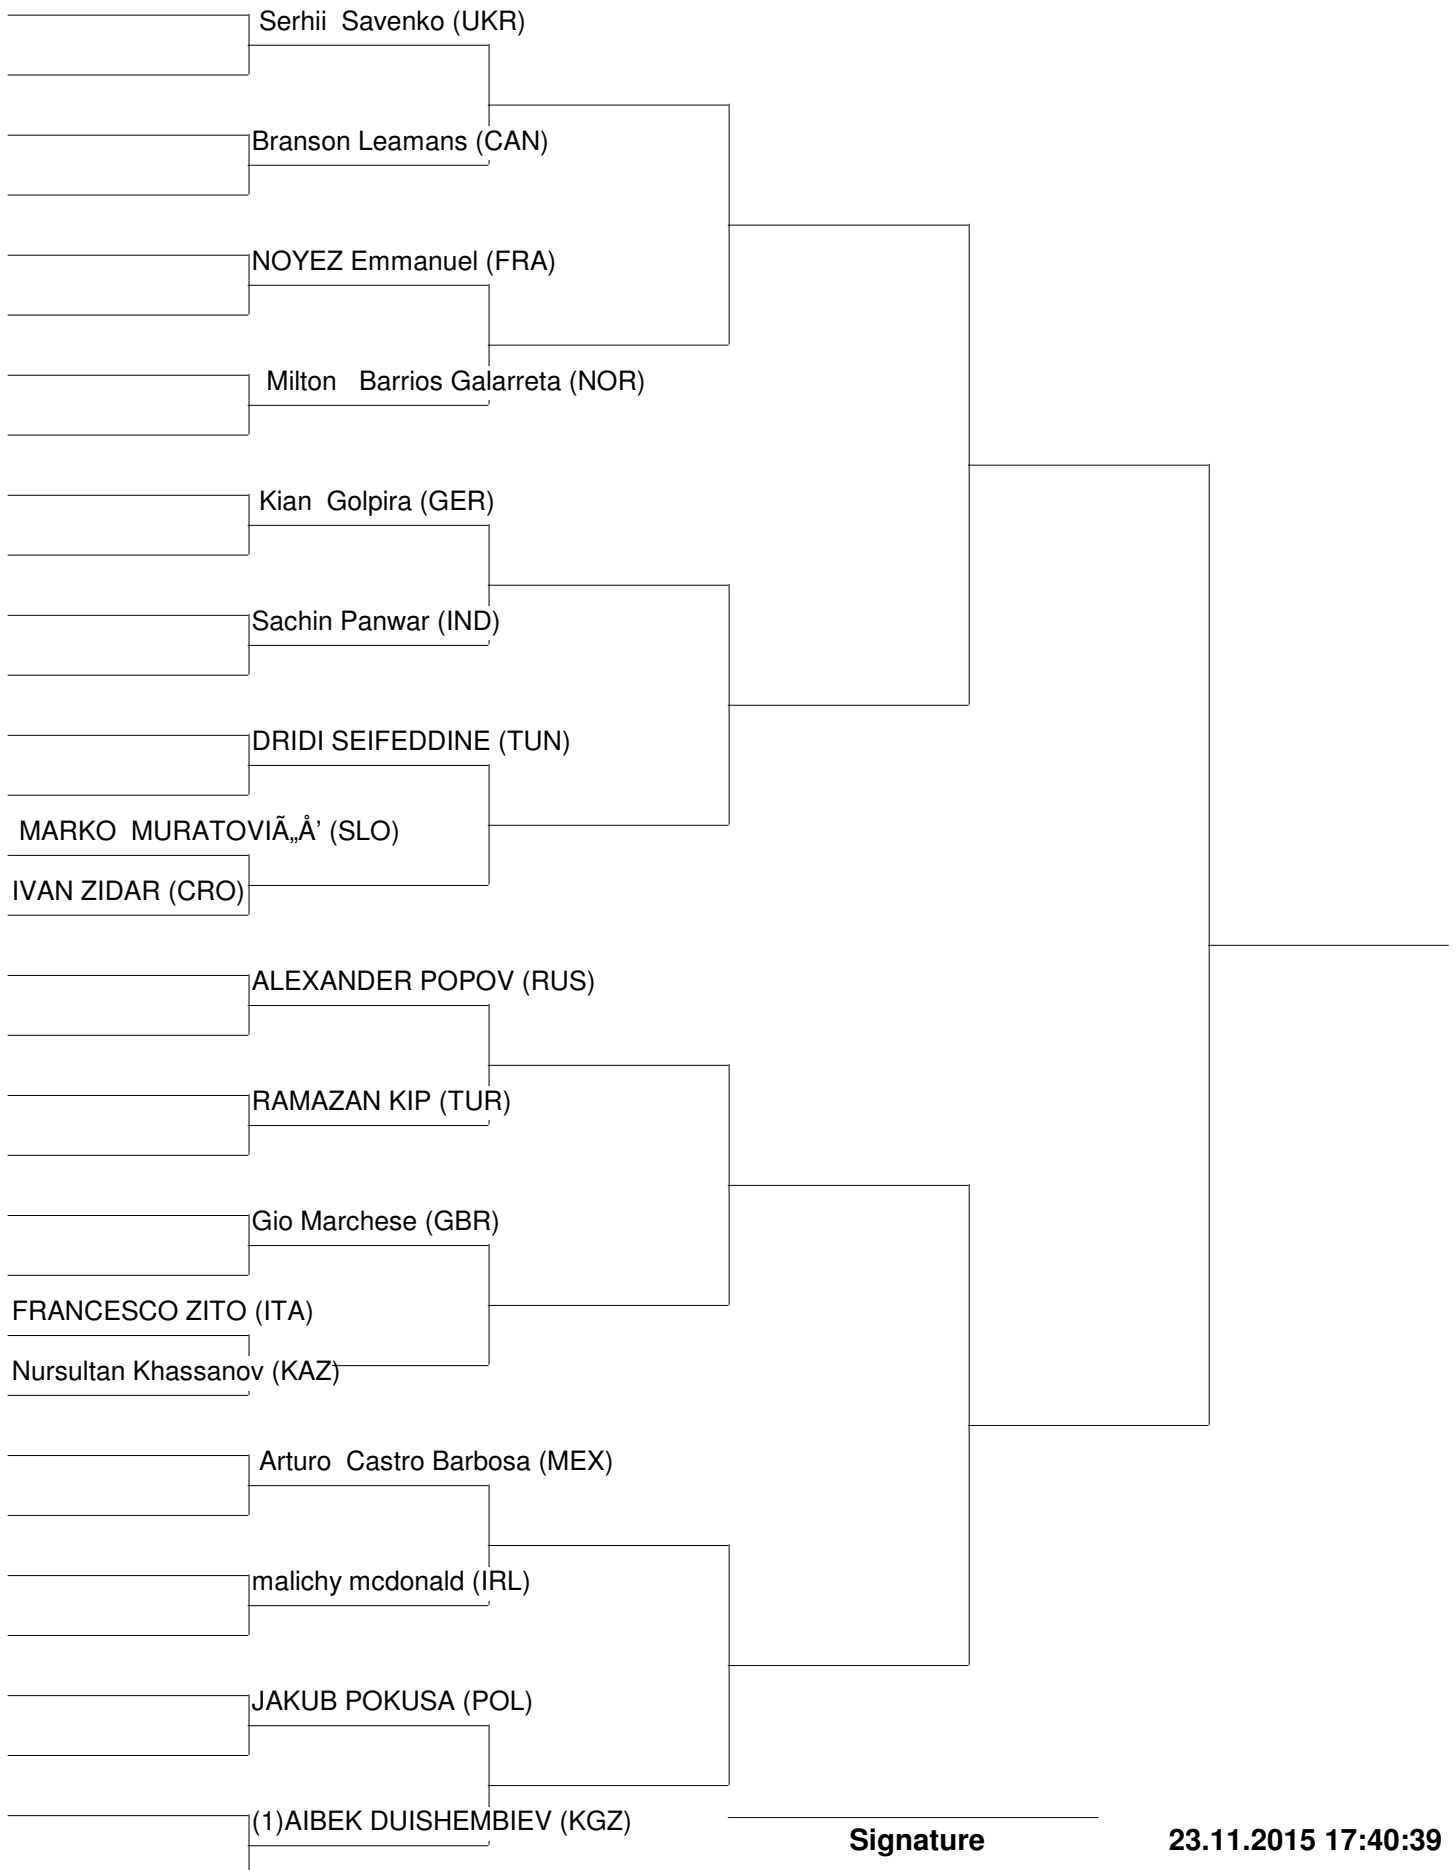 Serhii  Savenko (UKR)
Branson Leamans (CAN)
NOYEZ Emmanuel (FRA)
Milton   Barrios Galarreta (NOR)
Kian  Golpira (GER)
Sachin Panwar (IND)
DRIDI SEIFEDDINE (TUN)
MARKO  MURATOVIÃ„Å' (SLO)
IVAN ZIDAR (CRO)
ALEXANDER POPOV (RUS)
RAMAZAN KIP (TUR)
Gio Marchese (GBR)
FRANCESCO ZITO (ITA)
Nursultan Khassanov (KAZ)
Arturo  Castro Barbosa (MEX)
malichy mcdonald (IRL)
JAKUB POKUSA (POL)
(1)AIBEK DUISHEMBIEV (KGZ)
Signature
23.11.2015 17:40:39